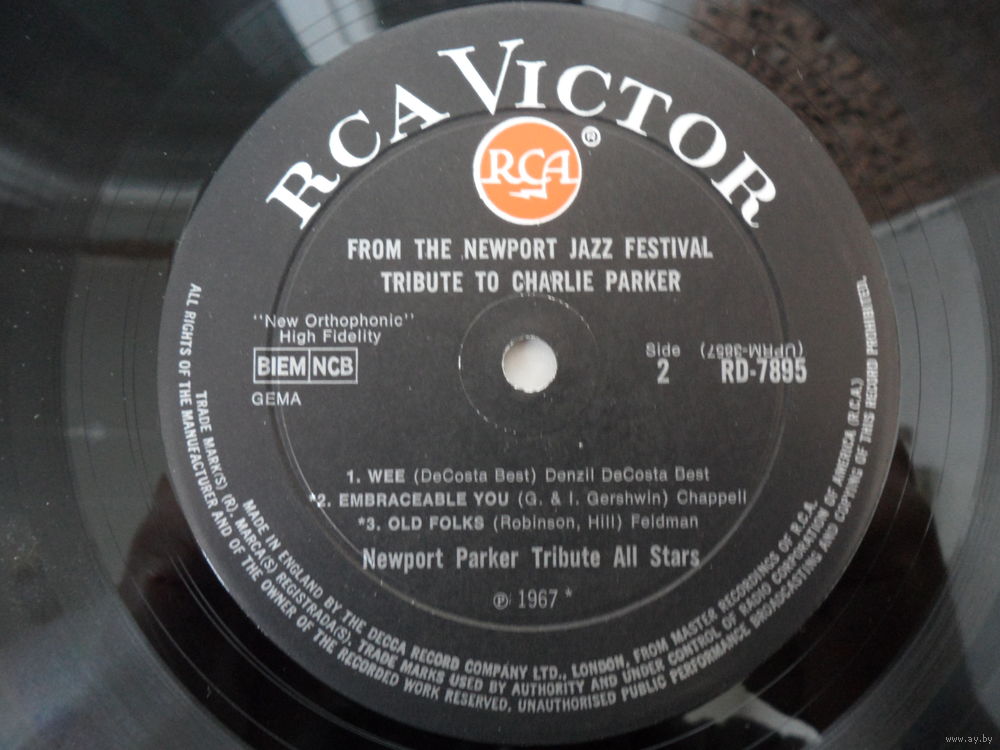 RCA VICTOR
RCA ®
FROM THE NEWPORT JAZZ FESTIVAL
TRIBUTE TO CHARLIE PARKER
"New Orthophonic"
High Fidelity
BIEM NCB
GEMA
Side
2
(UPRM-3857)
RD-7895
1. WEE (DeCosta Best) Denzil DeCosta Best
*2. EMBRACEABLE YOU (G. & I. Gershwin) Chappell
*3. OLD FOLKS (Robinson, Hill) Feldman
Newport Parker Tribute All Stars
℗ 1967 *
ALL RIGHTS OF THE MANUFACTURER AND OF THE OWNER OF THE RECORDED WORK RESERVED, UNAUTHORISED PUBLIC PERFORMANCE BROADCASTING AND COPYING OF THIS RECORD PROHIBITED.
TRADE MARK(S) (R). MARCA(S) REGISTRADA(S). TRADE MARKS USED BY AUTHORITY AND UNDER CONTROL OF RADIO CORPORATION OF AMERICA (R.C.A.)
MADE IN ENGLAND BY THE DECCA RECORD COMPANY LTD., LONDON, FROM MASTER RECORDINGS OF R.C.A.
www.ay.by